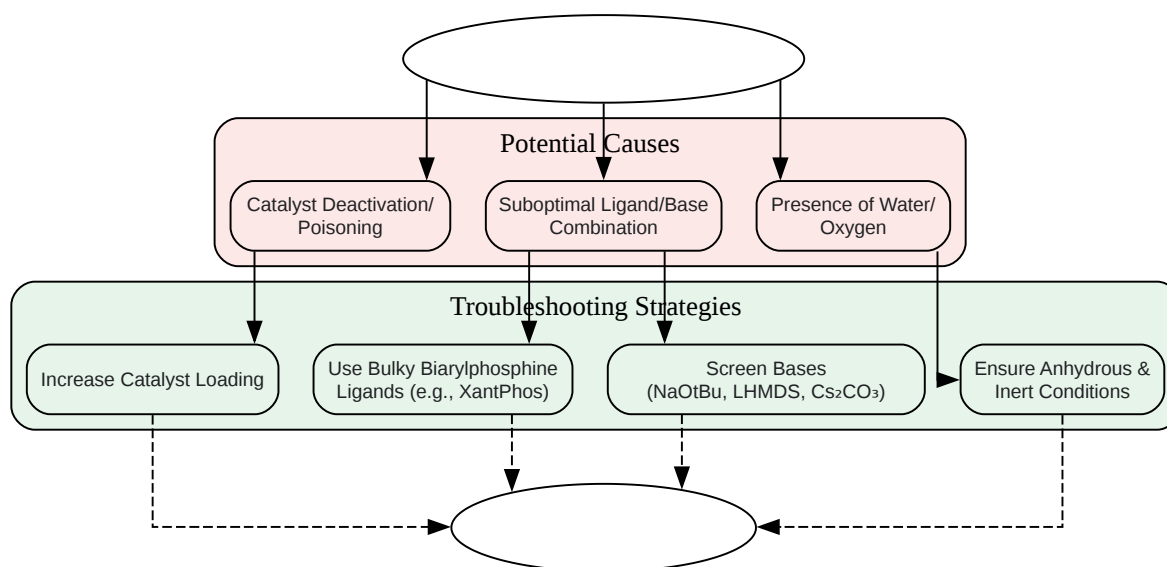 Potential Causes
Catalyst Deactivation/
Poisoning
Suboptimal Ligand/Base
Combination
Presence of Water/
Oxygen
Troubleshooting Strategies
Increase Catalyst Loading
Use Bulky Biarylphosphine
Ligands (e.g., XantPhos)
Screen Bases
(NaOtBu, LHMDS, Cs₂CO₃)
Ensure Anhydrous &
Inert Conditions